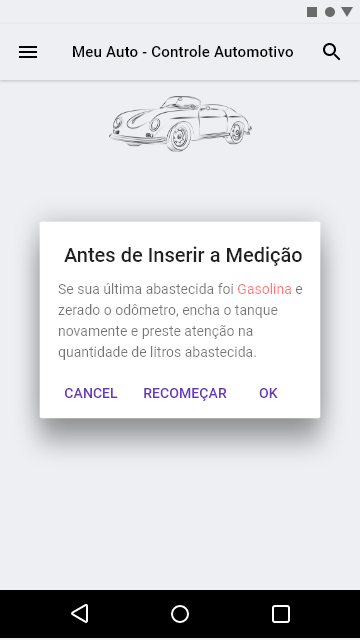 Meu Auto - Controle Automotivo
Antes de Inserir a Medição
Se sua última abastecida foi Gasolina e
zerado o odômetro, encha o tanque
novamente e preste atenção na
quantidade de litros abastecida.
CANCEL RECOMEÇAR OK